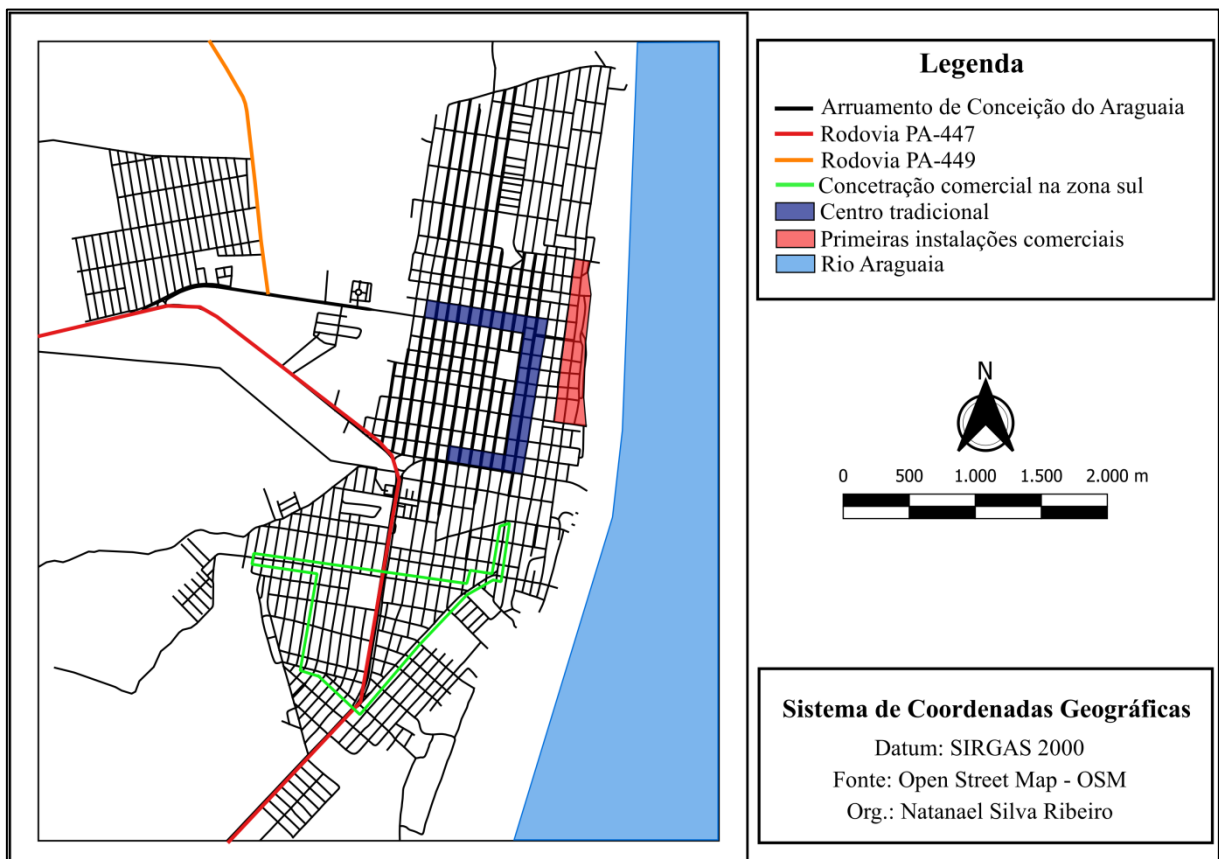 Legenda
Arruamento de Conceição do Araguaia
Rodovia PA-447
Rodovia PA-449
Concetração comercial na zona sul
Centro tradicional
Primeiras instalações comerciais
Rio Araguaia
N
0 500 1.000 1.500 2.000 m
Sistema de Coordenadas Geográficas
Datum: SIRGAS 2000
Fonte: Open Street Map - OSM
Org.: Natanael Silva Ribeiro